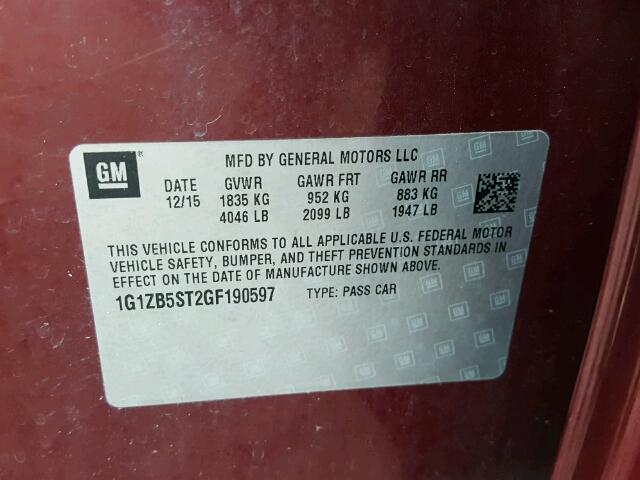 GM ® MFD BY GENERAL MOTORS LLC
DATE GVWR GAWR FRT GAWR RR
12/15 1835 KG 952 KG 883 KG
4046 LB 2099 LB 1947 LB
THIS VEHICLE CONFORMS TO ALL APPLICABLE U.S. FEDERAL MOTOR
VEHICLE SAFETY, BUMPER, AND THEFT PREVENTION STANDARDS IN
EFFECT ON THE DATE OF MANUFACTURE SHOWN ABOVE.
1G1ZB5ST2GF190597 TYPE: PASS CAR